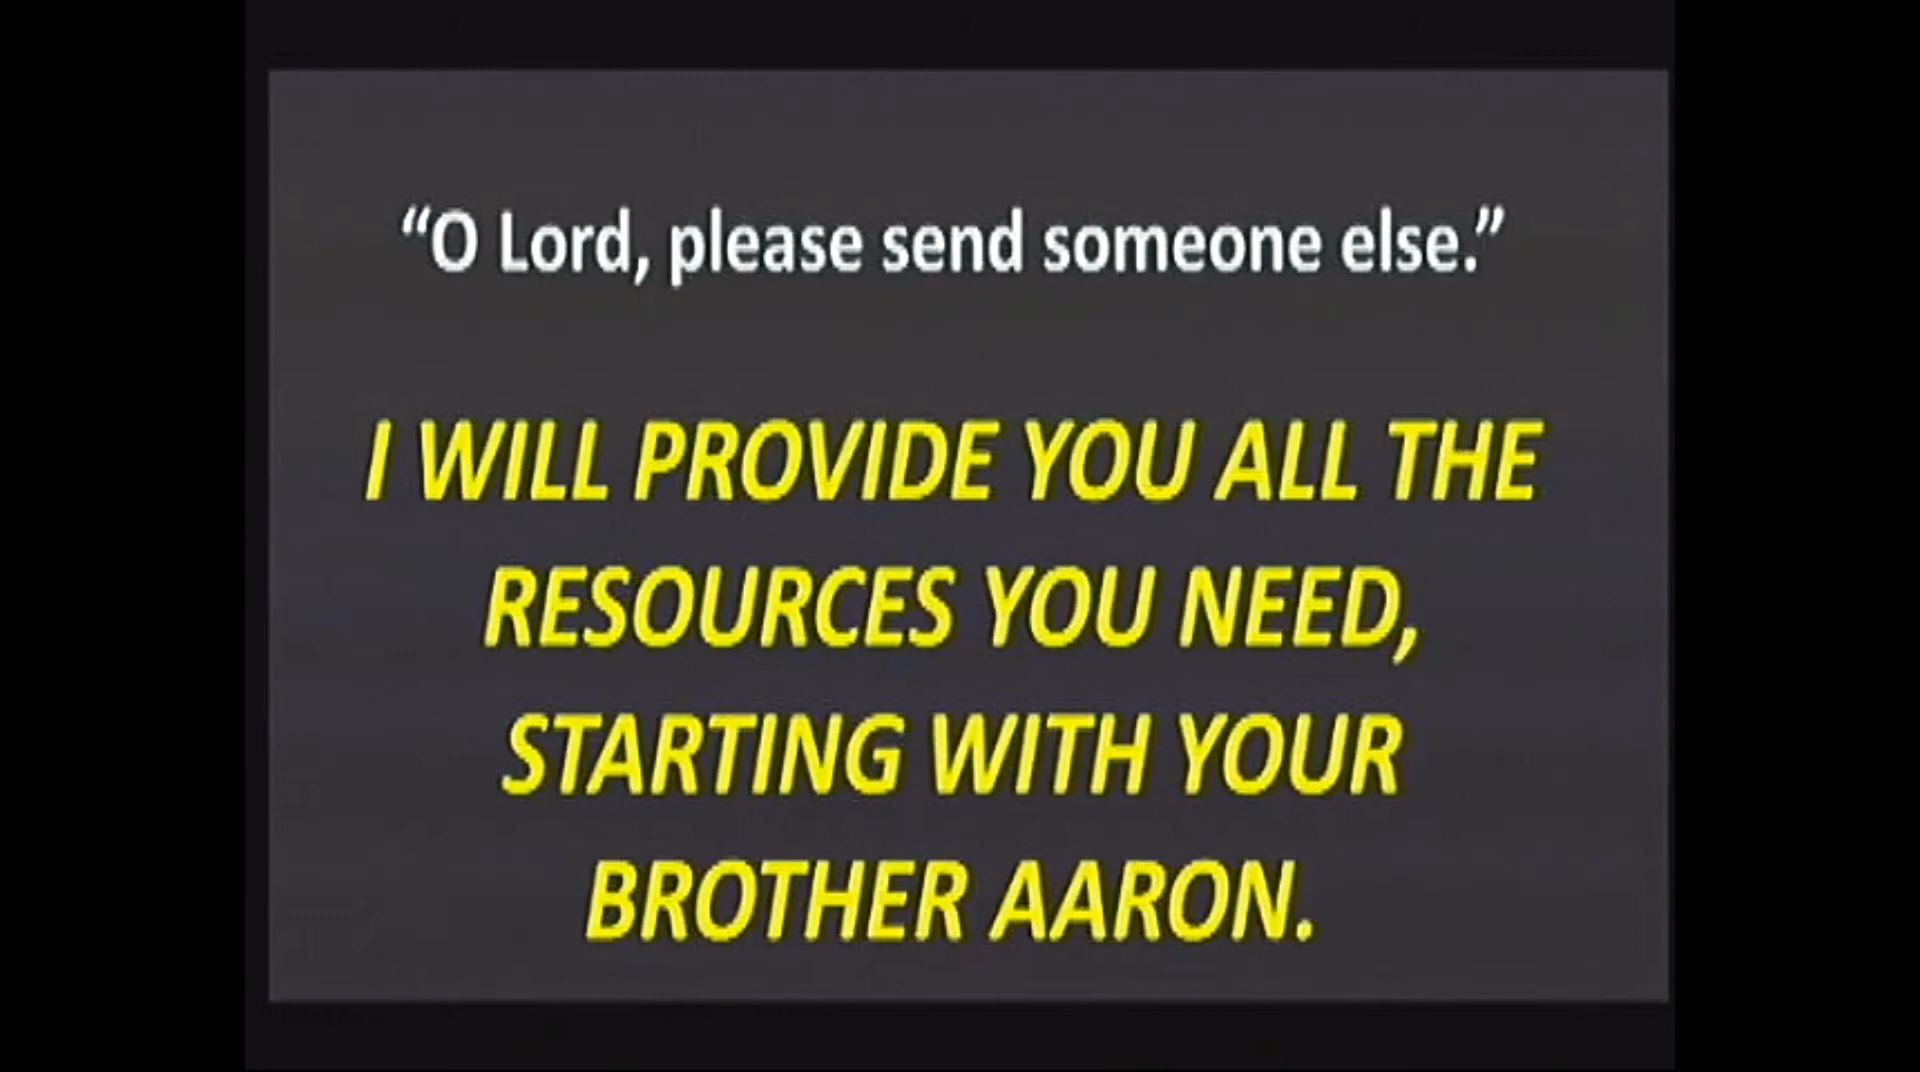 “O Lord, please send someone else.”
I WILL PROVIDE YOU ALL THE
RESOURCES YOU NEED,
STARTING WITH YOUR
BROTHER AARON.